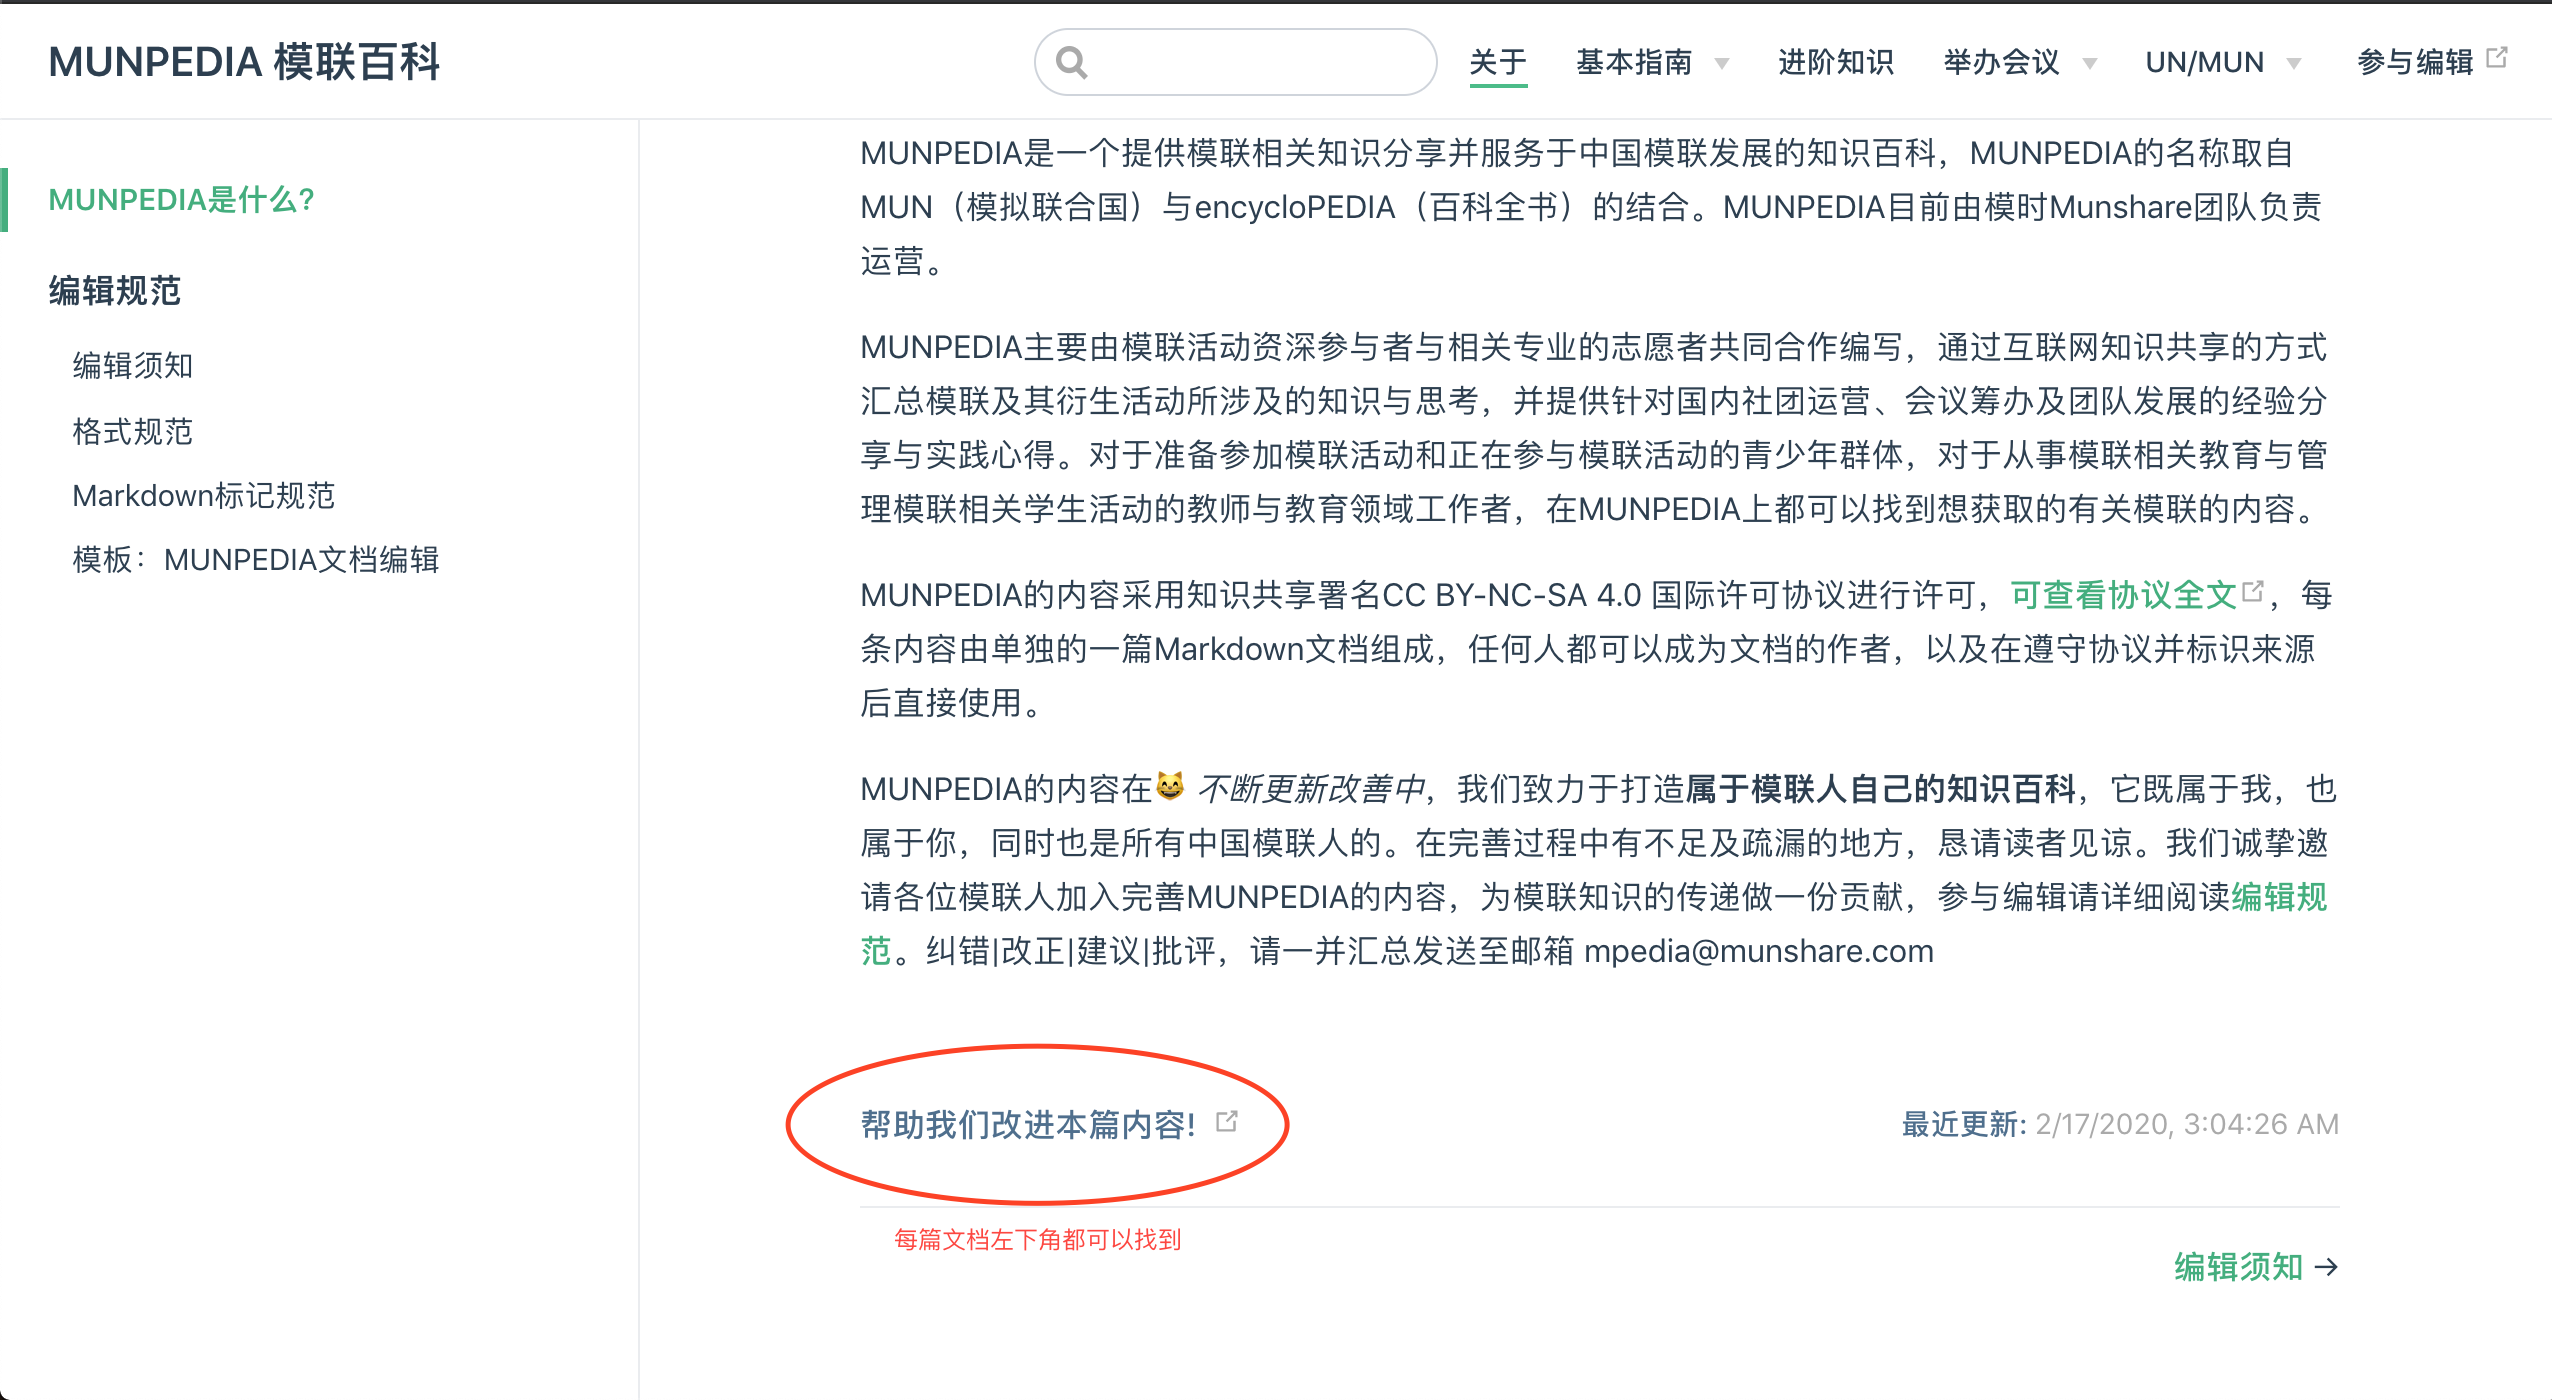 MUNPEDIA 模联百科
关于 基本指南 进阶知识 举办会议 UN/MUN 参与编辑
MUNPEDIA是什么?
编辑规范
编辑须知
格式规范
Markdown标记规范
模板：MUNPEDIA文档编辑
MUNPEDIA是一个提供模联相关知识分享并服务于中国模联发展的知识百科，MUNPEDIA的名称取自
MUN（模拟联合国）与encycloPEDIA（百科全书）的结合。MUNPEDIA目前由模时Munshare团队负责
运营。
MUNPEDIA主要由模联活动资深参与者与相关专业的志愿者共同合作编写，通过互联网知识共享的方式
汇总模联及其衍生活动所涉及的知识与思考，并提供针对国内社团运营、会议筹办及团队发展的经验分
享与实践心得。对于准备参加模联活动和正在参与模联活动的青少年群体，对于从事模联相关教育与管
理模联相关学生活动的教师与教育领域工作者，在MUNPEDIA上都可以找到想获取的有关模联的内容。
MUNPEDIA的内容采用知识共享署名CC BY-NC-SA 4.0 国际许可协议进行许可，可查看协议全文，每
条内容由单独的一篇Markdown文档组成，任何人都可以成为文档的作者，以及在遵守协议并标识来源
后直接使用。
MUNPEDIA的内容在😸 不断更新改善中，我们致力于打造属于模联人自己的知识百科，它既属于我，也
属于你，同时也是所有中国模联人的。在完善过程中有不足及疏漏的地方，恳请读者见谅。我们诚挚邀
请各位模联人加入完善MUNPEDIA的内容，为模联知识的传递做一份贡献，参与编辑请详细阅读编辑规
范。纠错|改正|建议|批评，请一并汇总发送至邮箱 mpedia@munshare.com
帮助我们改进本篇内容!
最近更新: 2/17/2020, 3:04:26 AM
每篇文档左下角都可以找到
编辑须知 →